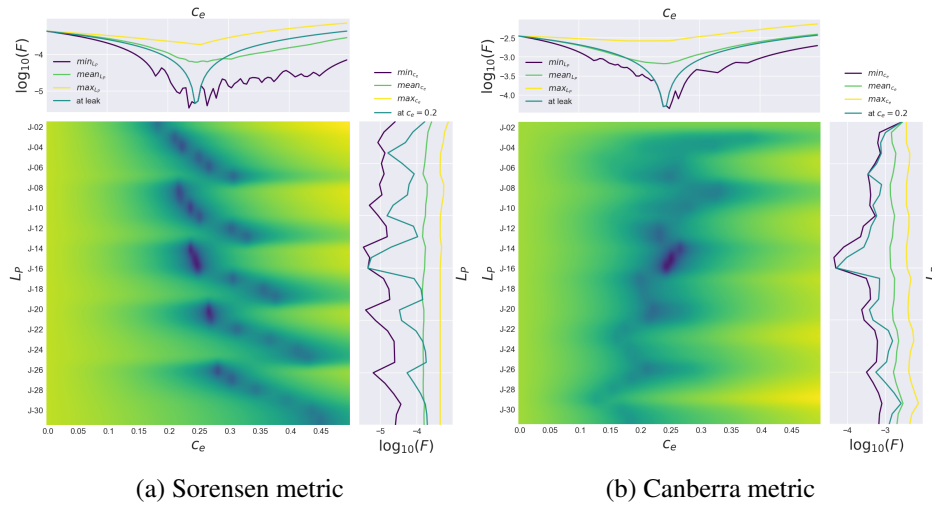 c_e
log₁₀(F)
-4
-5
min_{L_P}
mean_{L_P}
max_{L_P}
at leak
min_{c_e}
mean_{c_e}
max_{c_e}
at c_e = 0.2
L_P
J-02
J-04
J-08
J-10
J-14
J-16
J-20
J-22
J-24
J-26
J-28
J-30
0.0 0.05 0.1 0.15 0.2 0.25 0.3 0.35 0.4 0.45
c_e
-5 -4
log₁₀(F)
L_P
(a) Sorensen metric
c_e
log₁₀(F)
-2.5
-3.0
-3.5
-4.0
min_{L_P}
mean_{L_P}
max_{L_P}
at leak
min_{c_e}
mean_{c_e}
max_{c_e}
at c_e = 0.2
J-02
J-04
J-08
J-10
J-14
J-16
J-20
J-22
J-24
J-26
J-28
J-30
0.0 0.05 0.1 0.15 0.2 0.25 0.3 0.35 0.4 0.45
c_e
-4 -3
log₁₀(F)
(b) Canberra metric